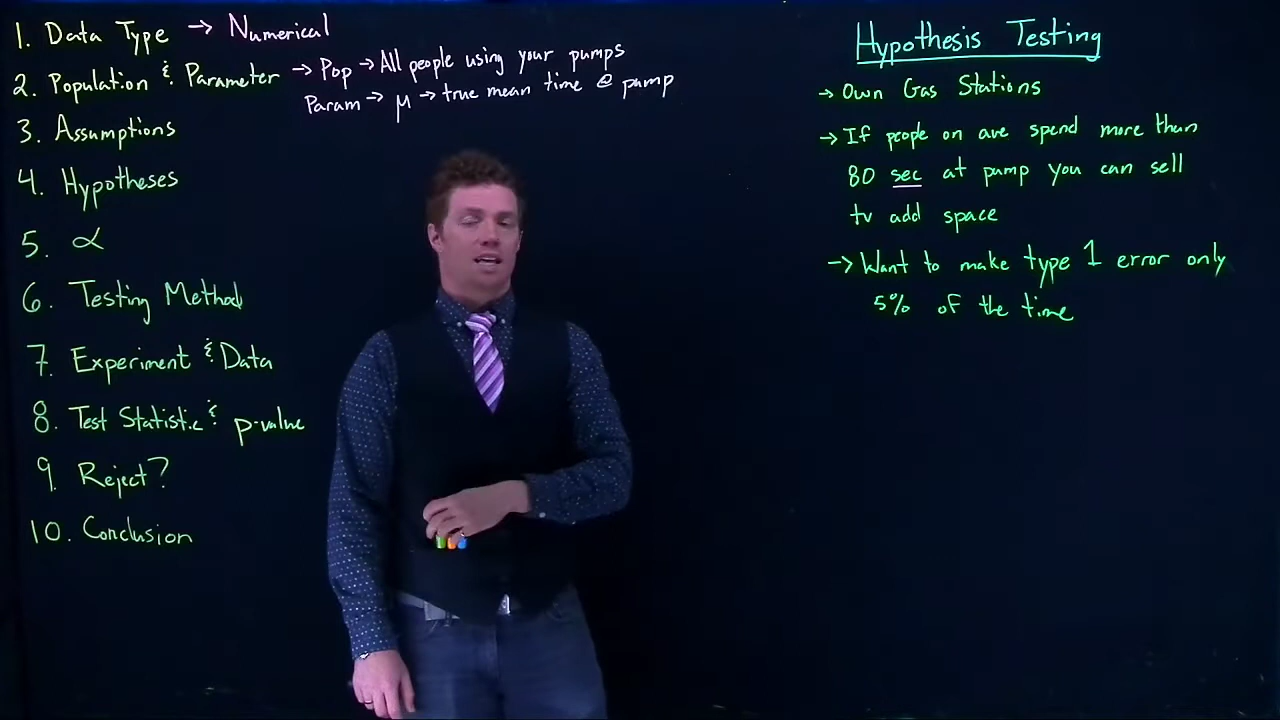 1. Data Type → Numerical
2. Population & Parameter → Pop → All people using your pumps
Param → μ → true mean time @ pump
3. Assumptions
4. Hypotheses
5. α
6. Testing Method
7. Experiment & Data
8. Test Statistic & p-value
9. Reject?
10. Conclusion
Hypothesis Testing
→ Own Gas Stations
→ If people on ave spend more than
80 sec at pump you can sell
tv add space
→ Want to make type 1 error only
5% of the time